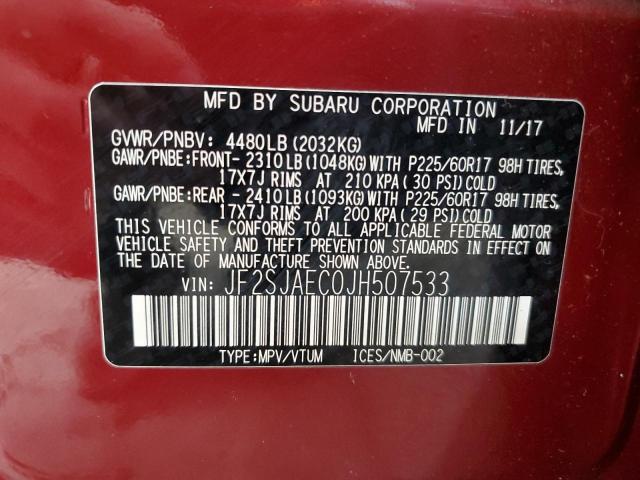 MFD BY SUBARU CORPORATION
MFD IN 11/17
GVWR/PNBV: 4480LB(2032KG)
GAWR/PNBE:FRONT- 2310LB(1048KG)WITH P225/60R17 98H TIRES,
17X7J RIMS AT 210 KPA( 30 PSI)COLD
GAWR/PNBE:REAR - 2410LB(1093KG)WITH P225/60R17 98H TIRES,
17X7J RIMS AT 200 KPA( 29 PSI)COLD
THIS VEHICLE CONFORMS TO ALL APPLICABLE FEDERAL MOTOR
VEHICLE SAFETY AND THEFT PREVENTION STANDARDS IN EFFECT ON
THE DATE OF MANUFACTURE SHOWN ABOVE.
VIN: JF2SJAEC0JH507533
TYPE:MPV/VTUM ICES/NMB-002